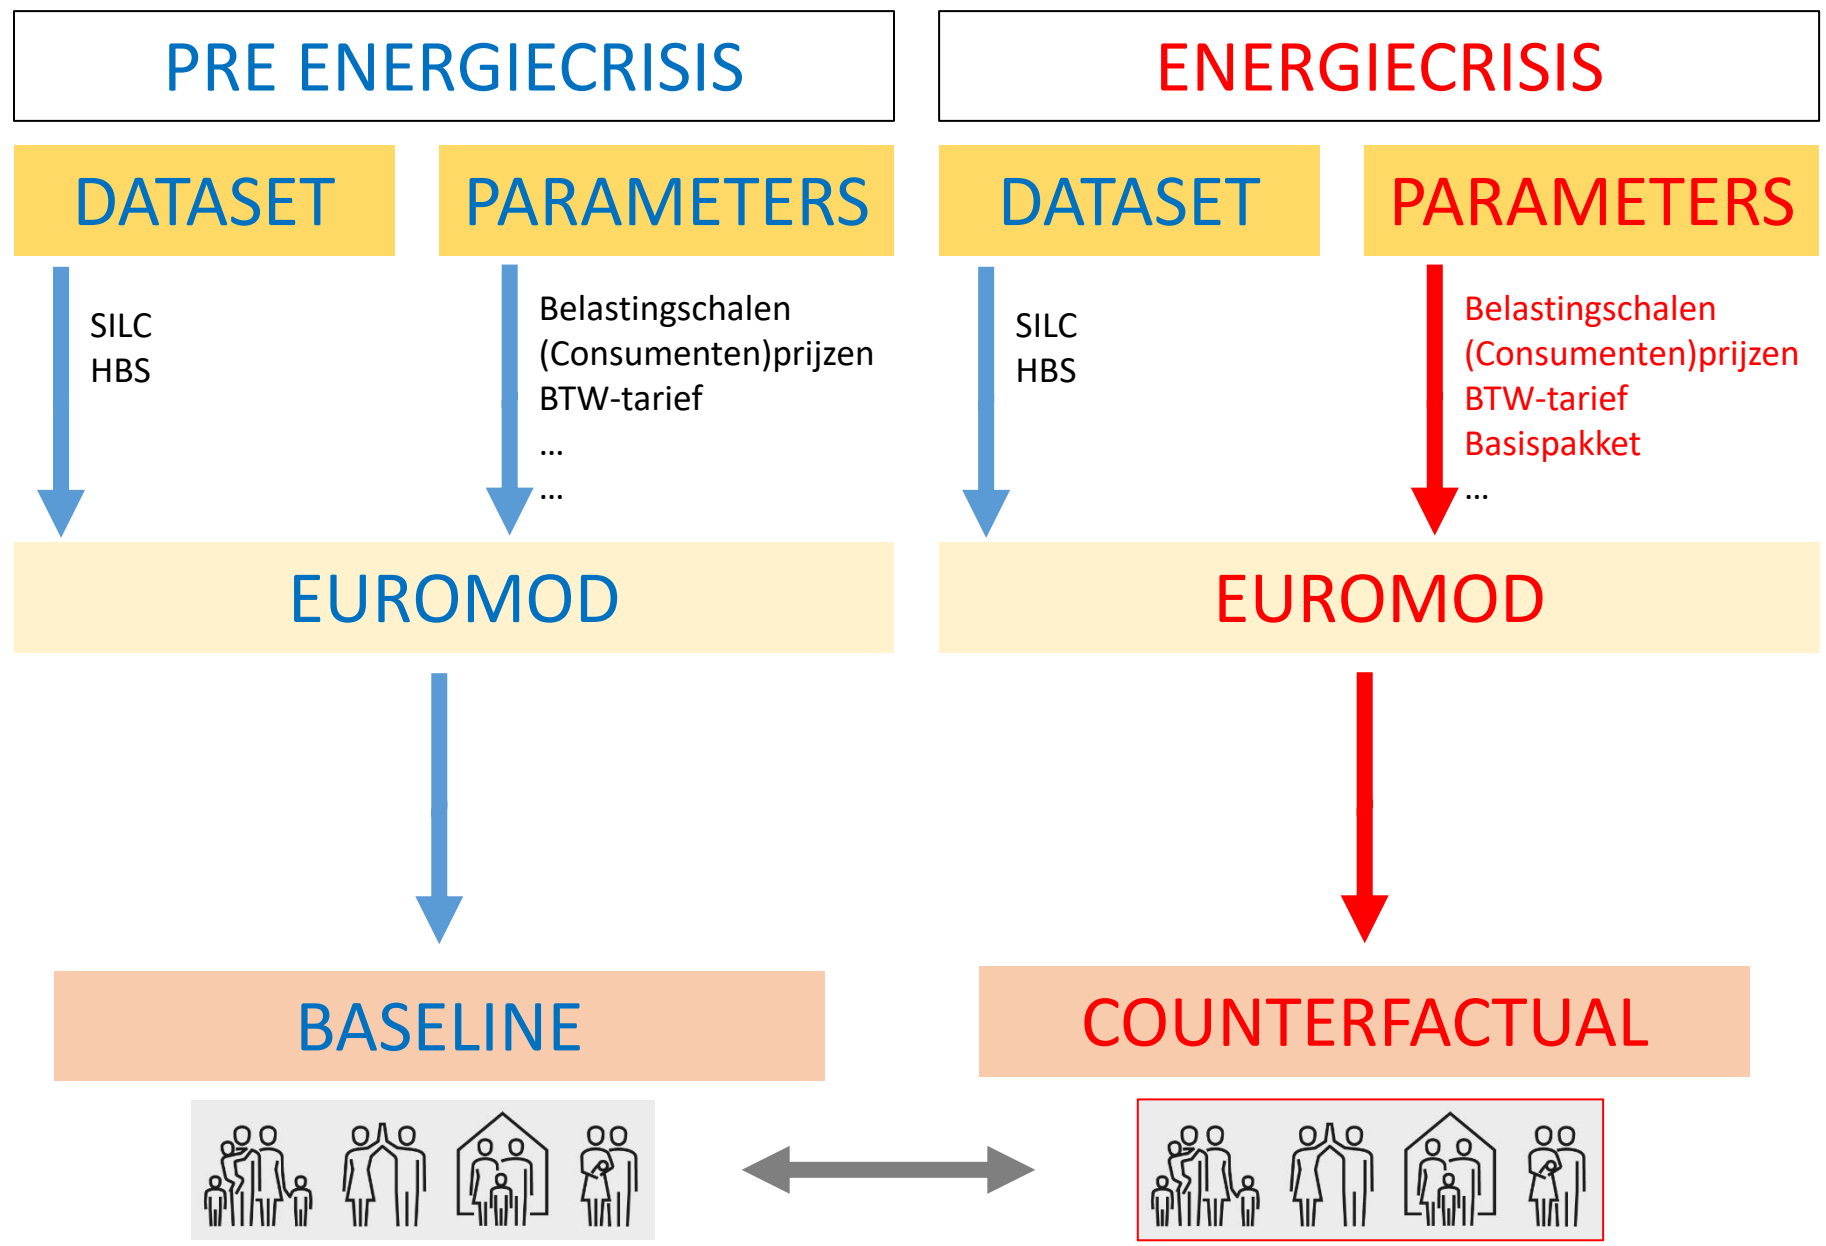 PRE ENERGIECRISIS
DATASET
PARAMETERS
SILC
HBS
Belastingschalen
(Consumenten)prijzen
BTW-tarief
...
...
EUROMOD
BASELINE
ENERGIECRISIS
DATASET
PARAMETERS
SILC
HBS
Belastingschalen
(Consumenten)prijzen
BTW-tarief
Basispakket
...
EUROMOD
COUNTERFACTUAL